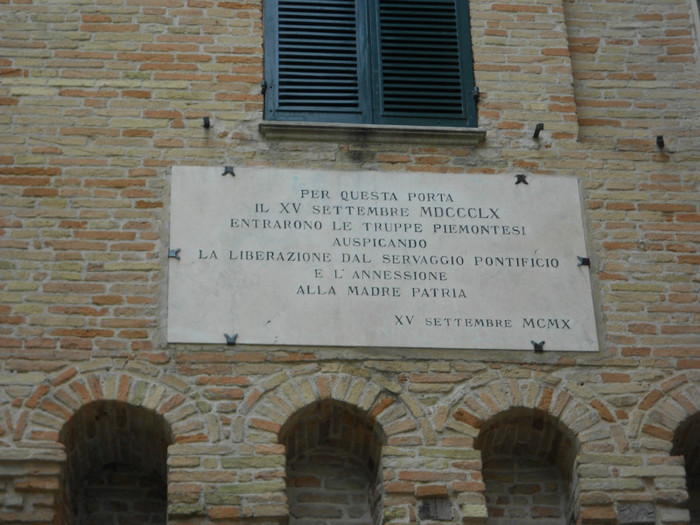 PER QUESTA PORTA
IL XV SETTEMBRE MDCCCLX
ENTRARONO LE TRUPPE PIEMONTESI
AUSPICANDO
LA LIBERAZIONE DAL SERVAGGIO PONTIFICIO
E L'ANNESSIONE
ALLA MADRE PATRIA
XV SETTEMBRE MCMX